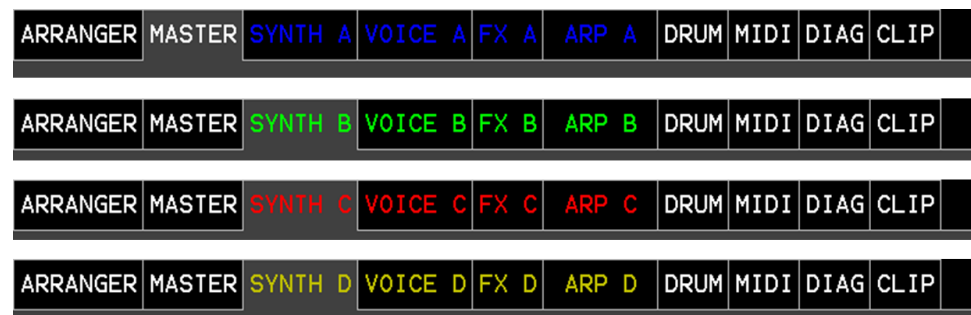 ARRANGER MASTER SYNTH A VOICE A FX A ARP A DRUM MIDI DIAG CLIP
ARRANGER MASTER SYNTH B VOICE B FX B ARP B DRUM MIDI DIAG CLIP
ARRANGER MASTER SYNTH C VOICE C FX C ARP C DRUM MIDI DIAG CLIP
ARRANGER MASTER SYNTH D VOICE D FX D ARP D DRUM MIDI DIAG CLIP